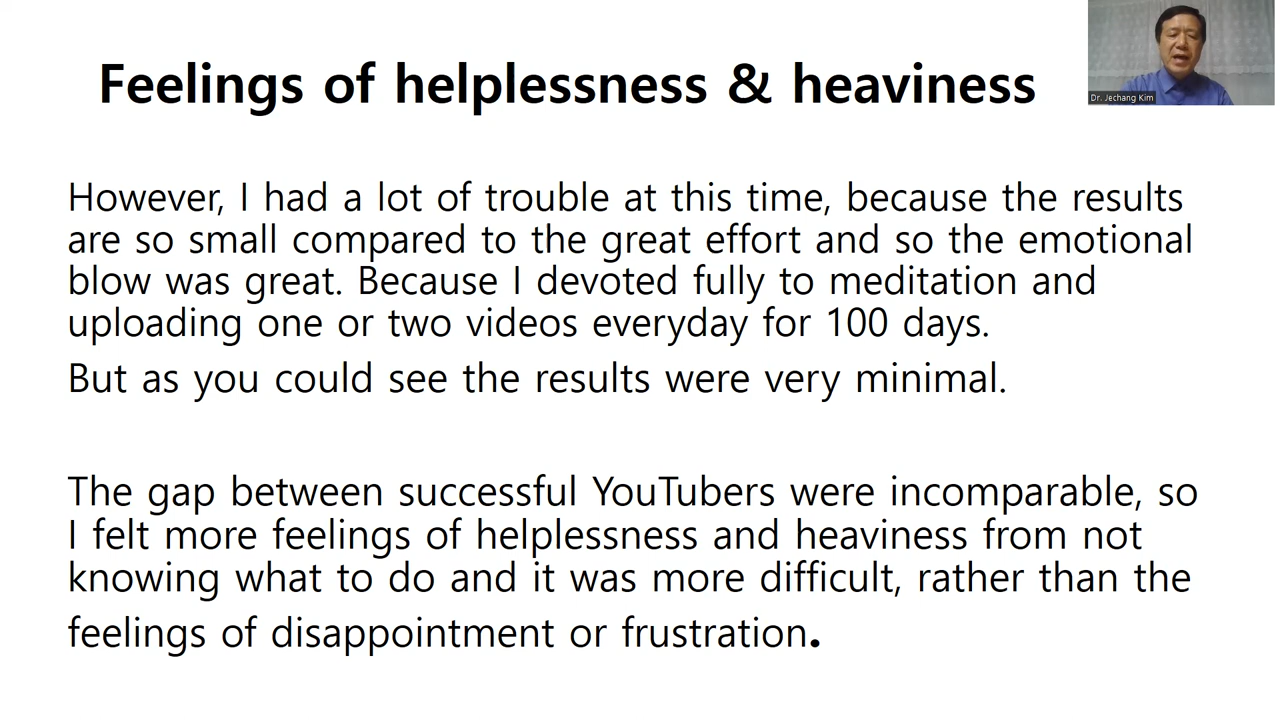 Feelings of helplessness & heaviness
Dr. Jechang Kim
However, I had a lot of trouble at this time, because the results
are so small compared to the great effort and so the emotional
blow was great. Because I devoted fully to meditation and
uploading one or two videos everyday for 100 days.
But as you could see the results were very minimal.
The gap between successful YouTubers were incomparable, so
I felt more feelings of helplessness and heaviness from not
knowing what to do and it was more difficult, rather than the
feelings of disappointment or frustration.